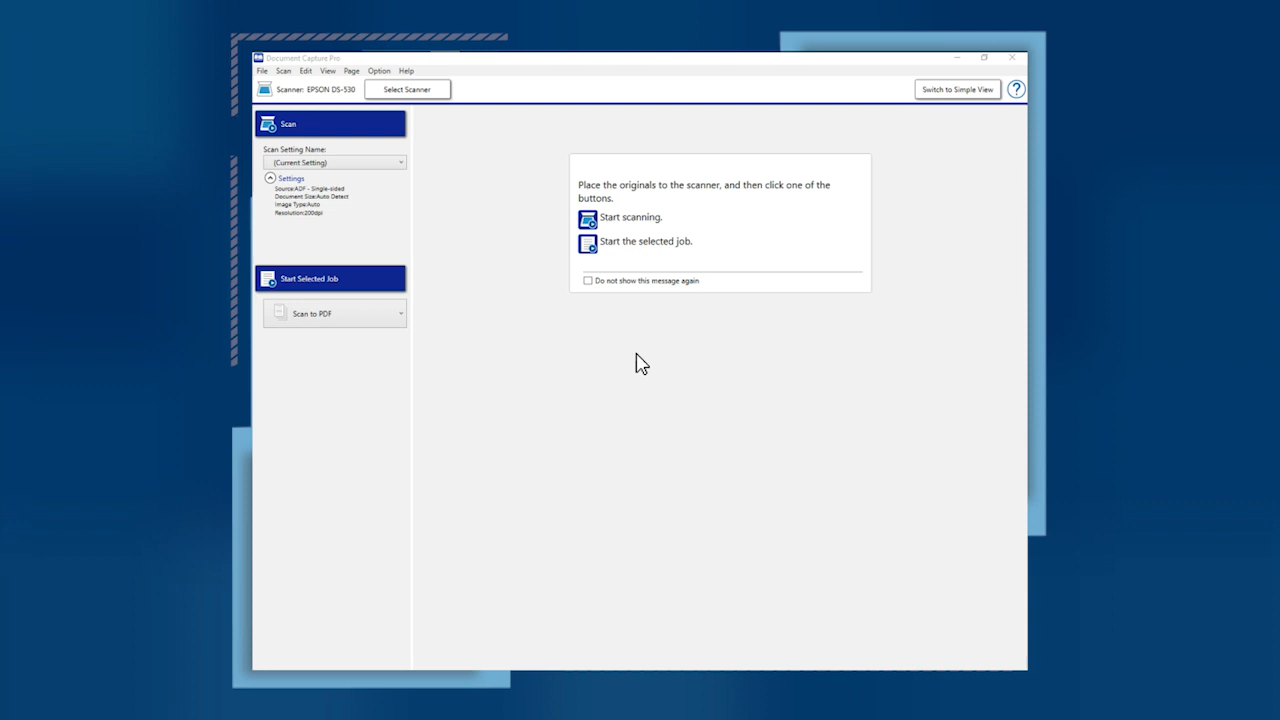 Document Capture Pro
File Scan Edit View Page Option Help
Scanner: EPSON DS-530 Select Scanner Switch to Simple View ?
Scan
Scan Setting Name:
(Current Setting)
Settings
Source:ADF - Single-sided
Document Size:Auto Detect
Image Type:Auto
Resolution:200dpi
Start Selected Job
Scan to PDF
Place the originals to the scanner, and then click one of the
buttons.
Start scanning.
Start the selected job.
Do not show this message again